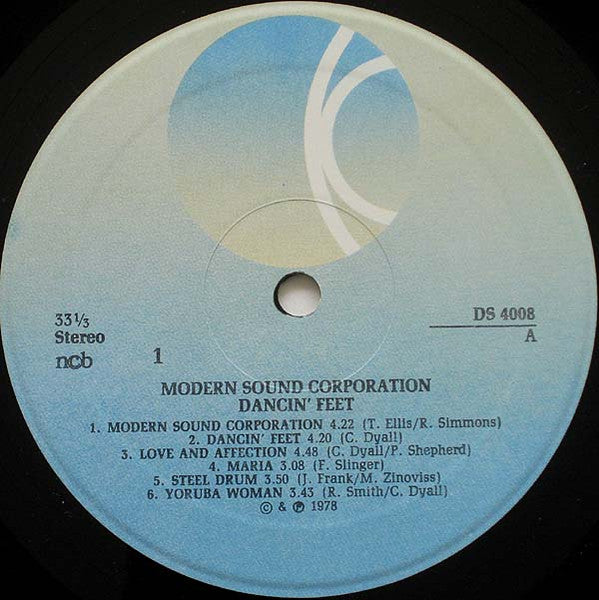 33 1/3
Stereo
ncb
1
DS 4008
A
MODERN SOUND CORPORATION
DANCIN' FEET
1. MODERN SOUND CORPORATION 4.22 (T. Ellis/R. Simmons)
2. DANCIN' FEET 4.20 (C. Dyall)
3. LOVE AND AFFECTION 4.48 (C. Dyall/P. Shepherd)
4. MARIA 3.08 (F. Slinger)
5. STEEL DRUM 3.50 (J. Frank/M. Zinoviss)
6. YORUBA WOMAN 3.43 (R. Smith/C. Dyall)
© & ℗ 1978